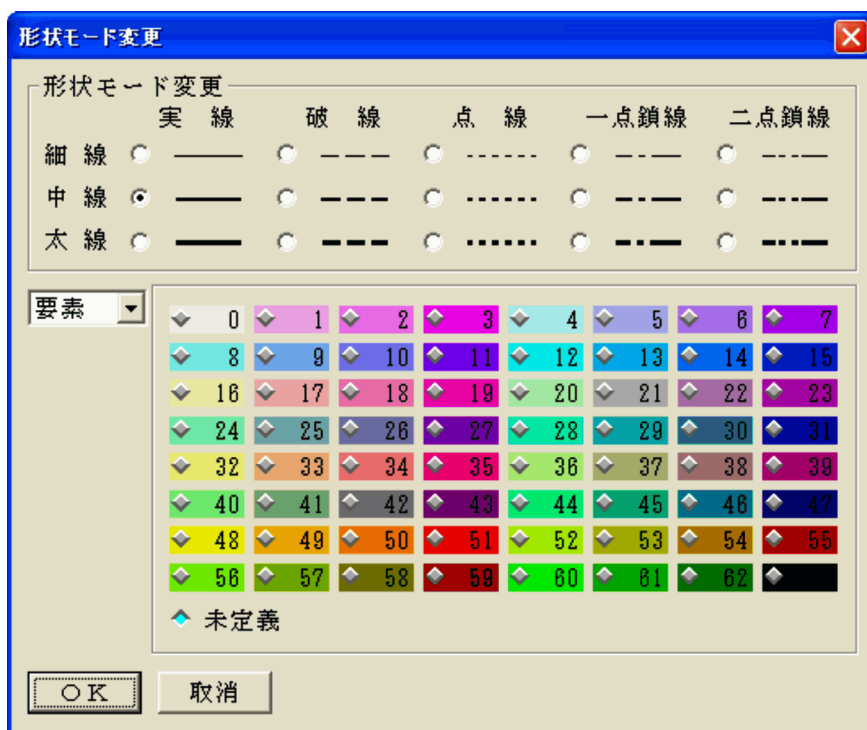 形状モード変更
形状モード変更
実 線 破 線 点 線 一点鎖線 二点鎖線
細 線
中 線
太 線
要素
0 1 2 3 4 5 6 7
8 9 10 11 12 13 14 15
16 17 18 19 20 21 22 23
24 25 26 27 28 29 30 31
32 33 34 35 36 37 38 39
40 41 42 43 44 45 46 47
48 49 50 51 52 53 54 55
56 57 58 59 60 61 62
未定義
OK 取消